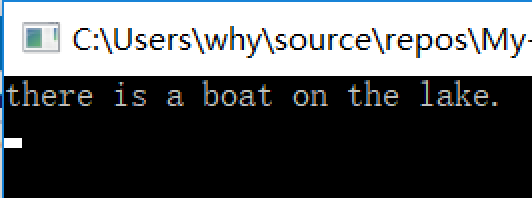 C:\Users\why\source\repos\My-
there is a boat on the lake.